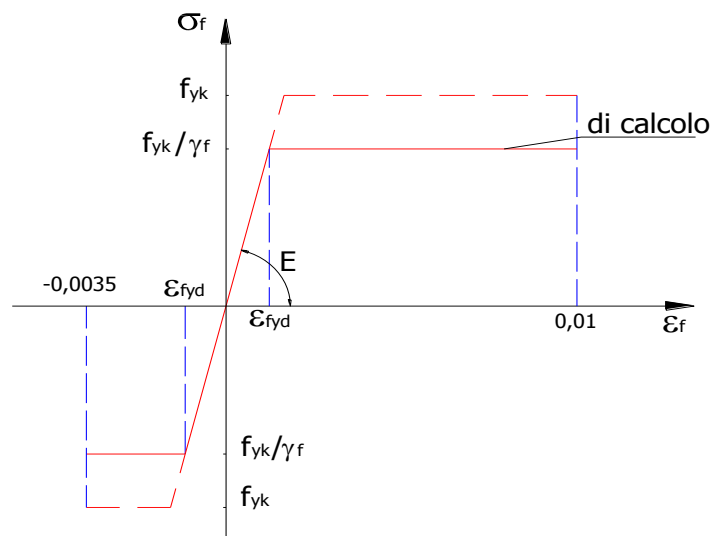 σf
fyk
fyk/γf
di calcolo
E
-0,0035
εfyd
εfyd
0,01
εf
fyk/γf
fyk